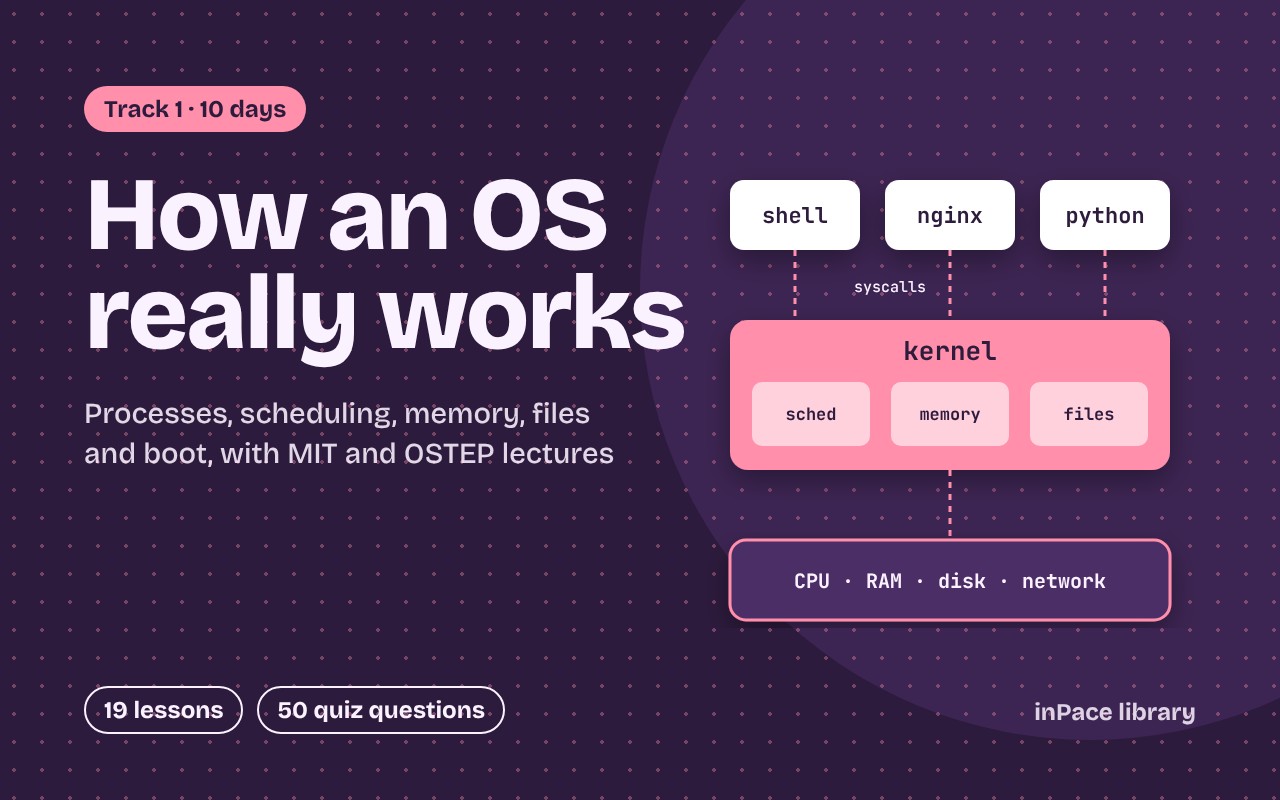 Track 1 · 10 days
How an OS
really works
Processes, scheduling, memory, files
and boot, with MIT and OSTEP lectures
19 lessons
50 quiz questions
shell
nginx
python
syscalls
kernel
sched
memory
files
CPU · RAM · disk · network
inPace library